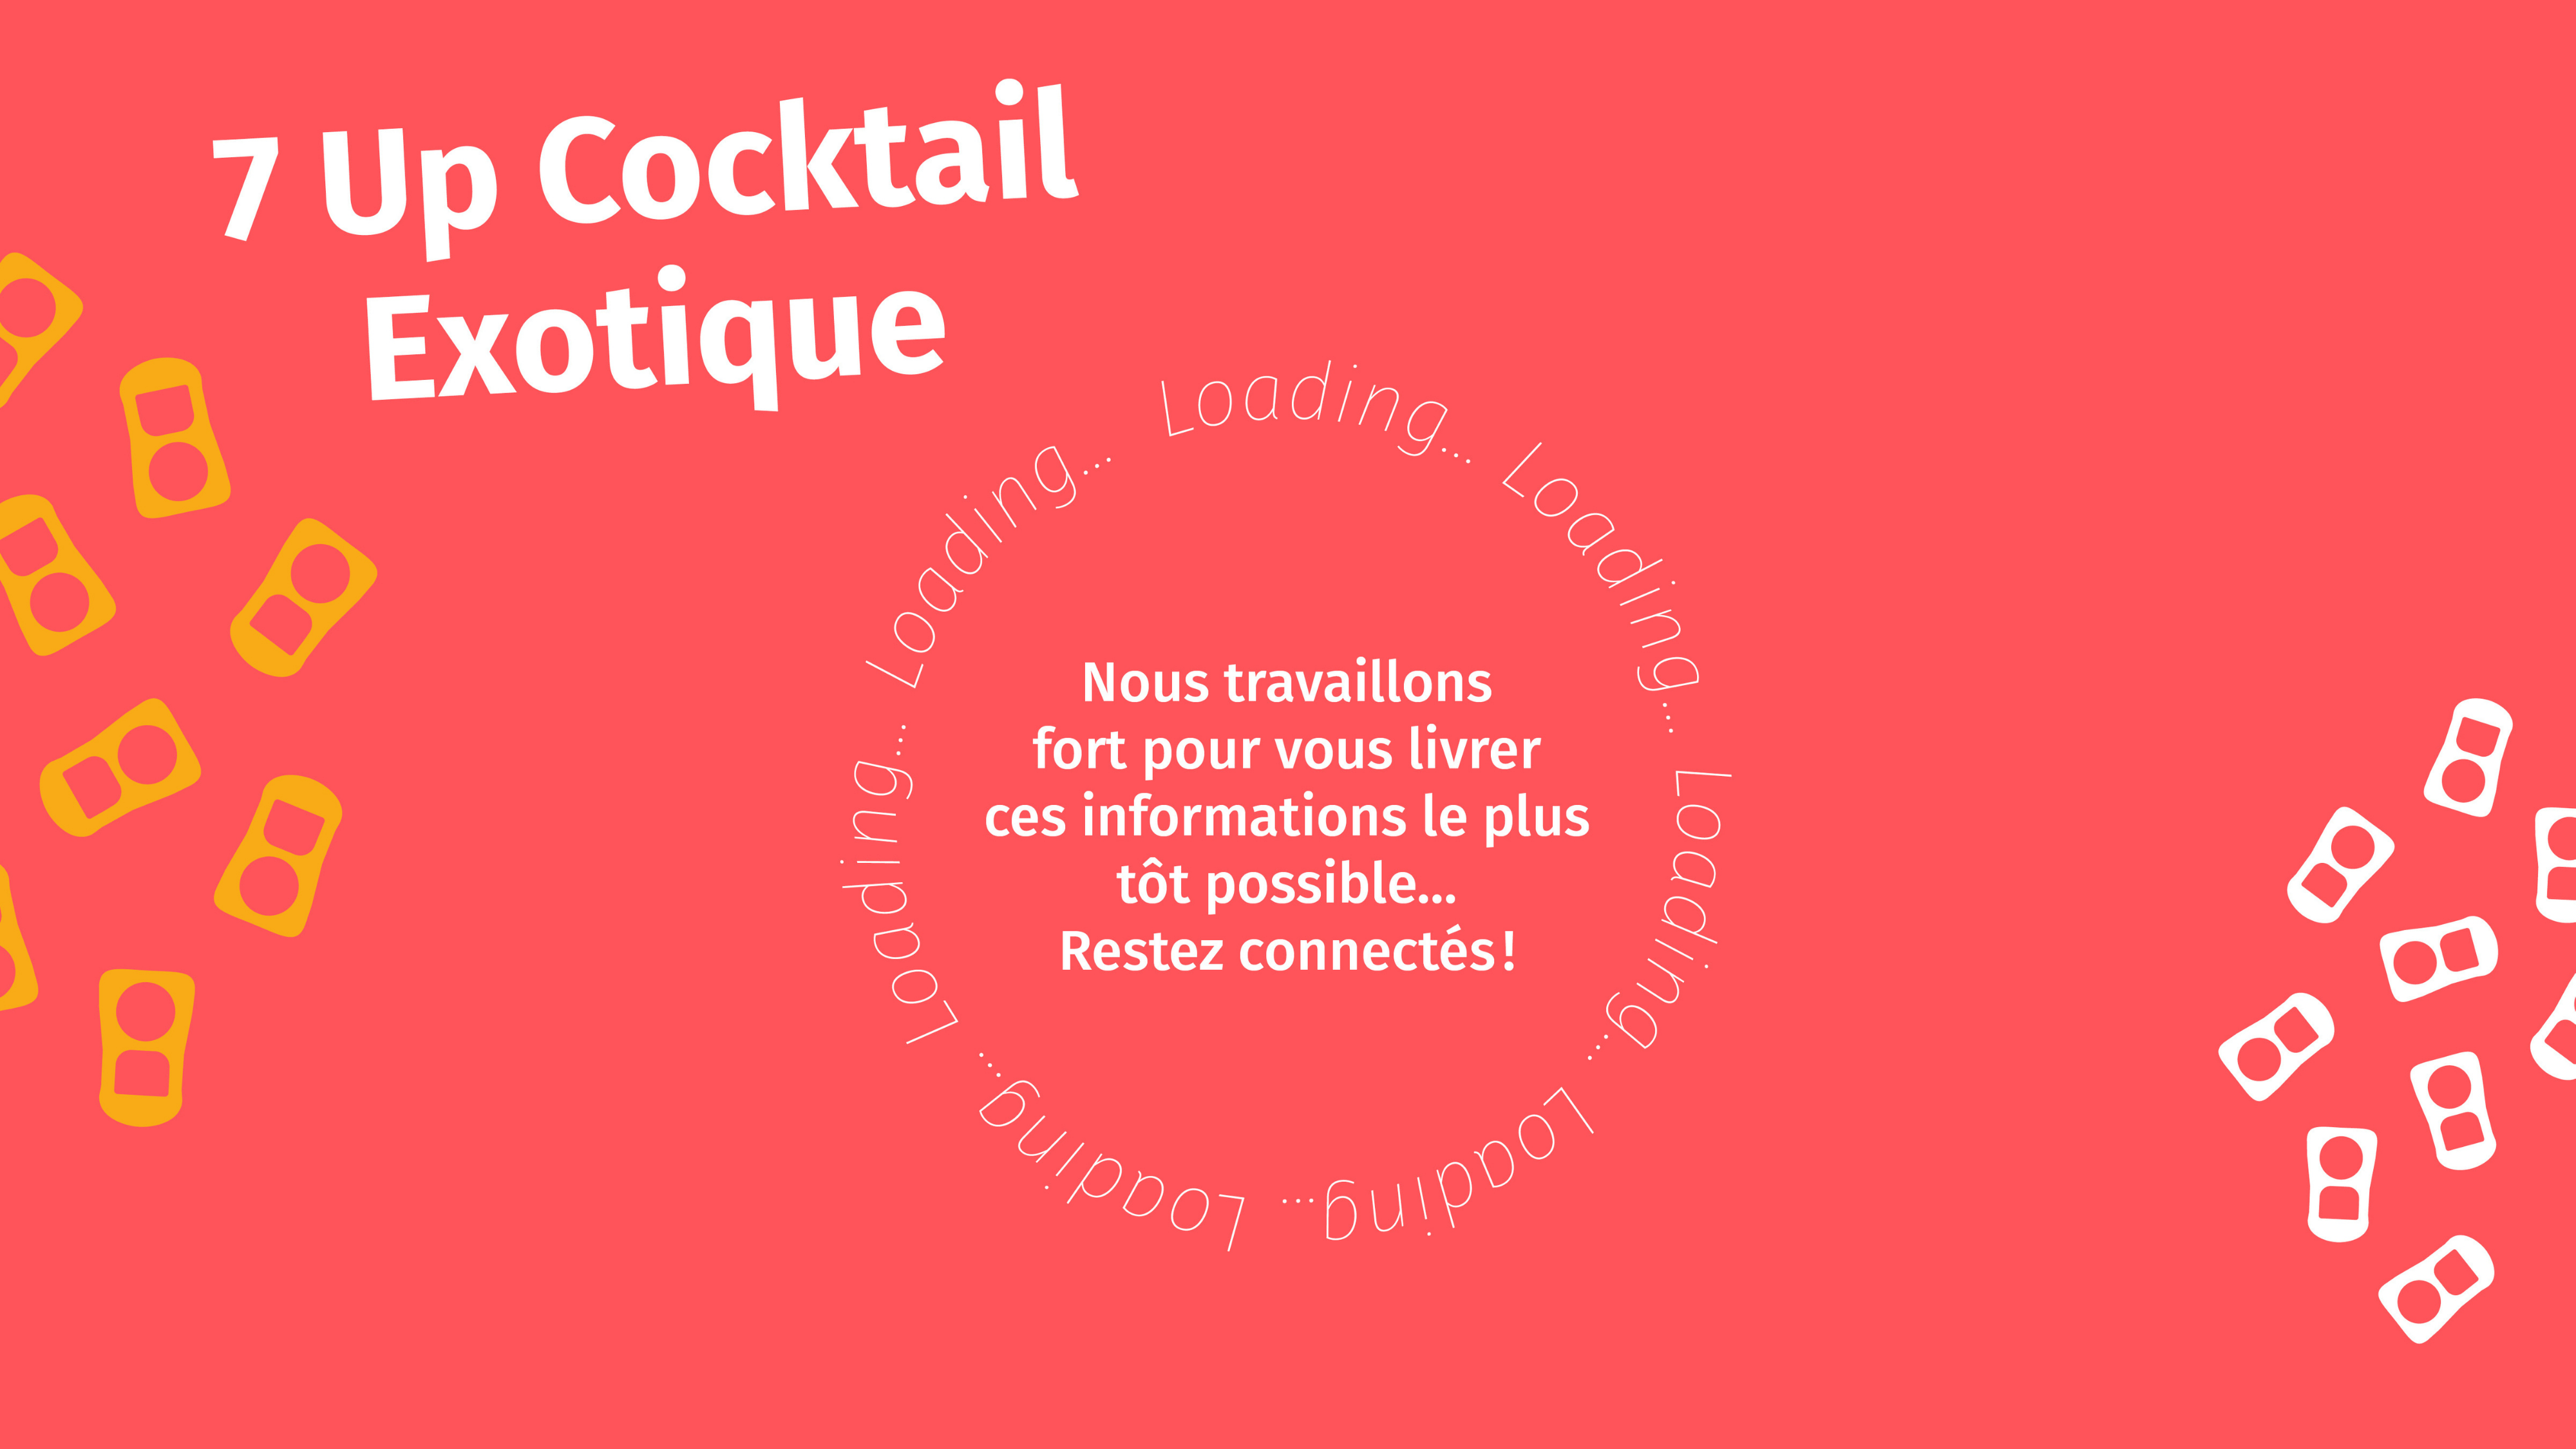 7 Up Cocktail
Exotique
Loading... Loading... Loading... Loading... Loading... Loading... Loading...
Nous travaillons
fort pour vous livrer
ces informations le plus
tôt possible...
Restez connectés !